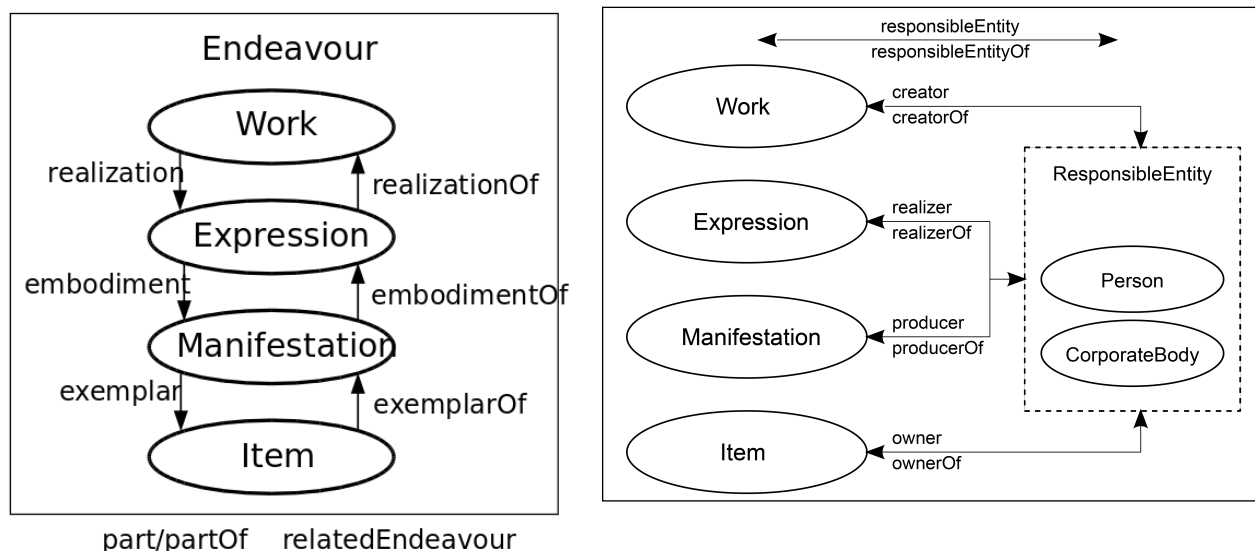 Endeavour
Work
realization
realizationOf
Expression
embodiment
embodimentOf
Manifestation
exemplar
exemplarOf
Item
part/partOf relatedEndeavour
responsibleEntity
responsibleEntityOf
Work
creator
creatorOf
ResponsibleEntity
Expression
realizer
realizerOf
Person
Manifestation
producer
producerOf
CorporateBody
Item
owner
ownerOf